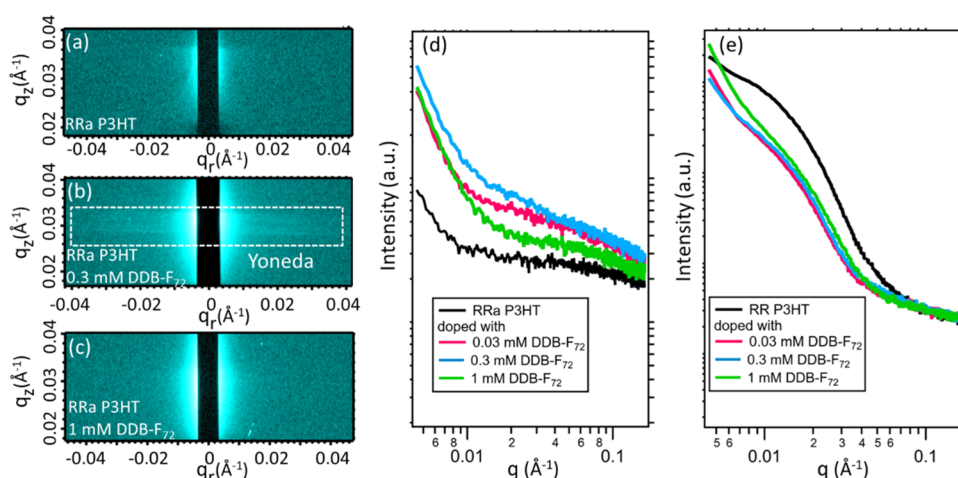 (a)
q_z(Å⁻¹)
0.04
0.03
0.02
RRa P3HT
-0.04 -0.02 0 0.02 0.04
q_r(Å⁻¹)
(b)
q_z(Å⁻¹)
0.04
0.03
0.02
RRa P3HT
0.3 mM DDB-F₇₂
Yoneda
-0.04 -0.02 0 0.02 0.04
q_r(Å⁻¹)
(c)
q_z(Å⁻¹)
0.04
0.03
0.02
RRa P3HT
1 mM DDB-F₇₂
-0.04 -0.02 0 0.02 0.04
q_r(Å⁻¹)
(d)
Intensity (a.u.)
RRa P3HT
doped with
0.03 mM DDB-F₇₂
0.3 mM DDB-F₇₂
1 mM DDB-F₇₂
6 8 0.01 2 4 6 8 0.1
q (Å⁻¹)
(e)
Intensity (a.u.)
RR P3HT
doped with
0.03 mM DDB-F₇₂
0.3 mM DDB-F₇₂
1 mM DDB-F₇₂
5 6 0.01 2 3 4 5 6 0.1
q (Å⁻¹)